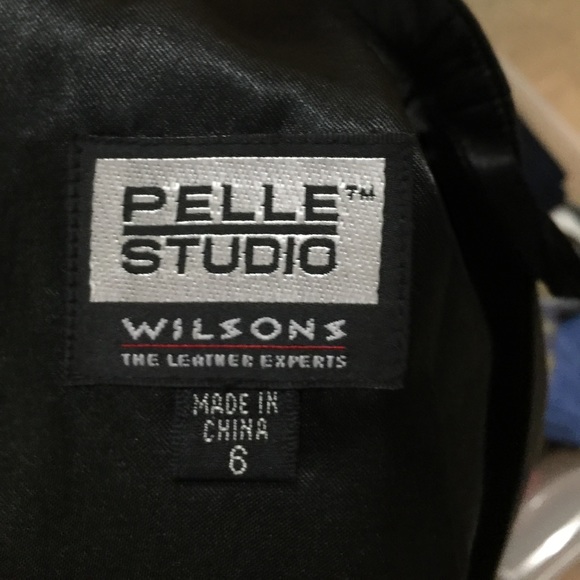 PELLE™
STUDIO
WILSONS
THE LEATHER EXPERTS
MADE IN
CHINA
6